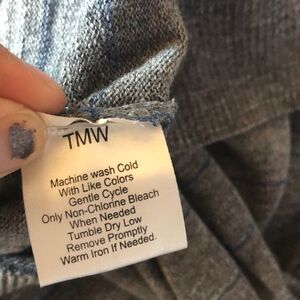 TMW
Machine wash Cold
With Like Colors
Gentle Cycle
Only Non-Chlorine Bleach
When Needed
Tumble Dry Low
Remove Promptly
Warm Iron If Needed.